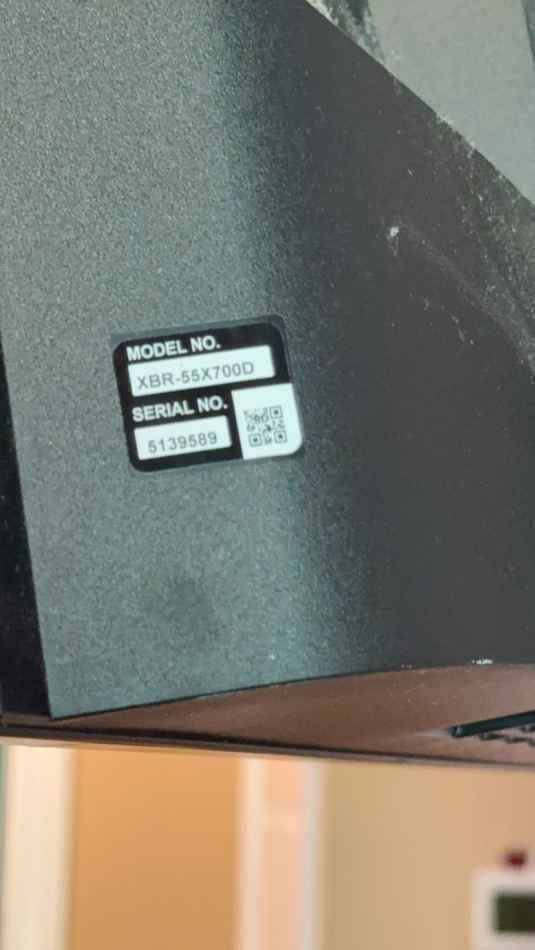 MODEL NO.
XBR-55X700D
SERIAL NO.
5139589